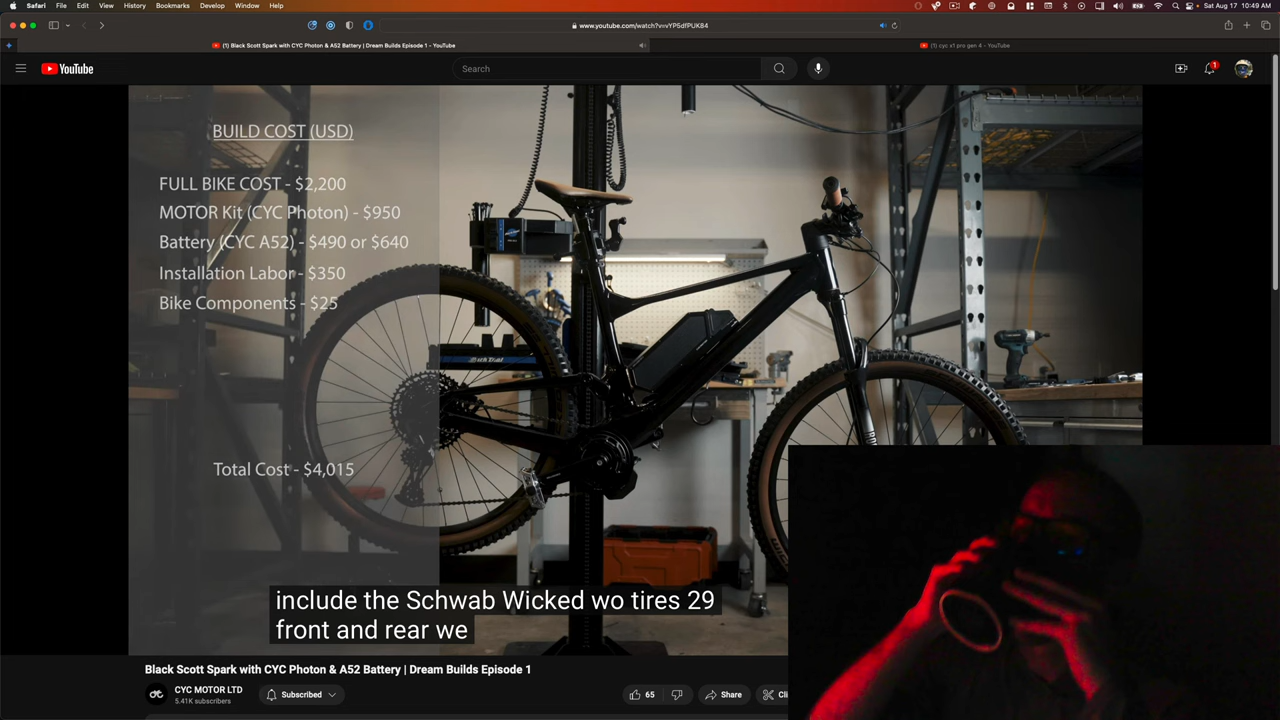 Safari File Edit View History Bookmarks Develop Window Help
Sat Aug 17 10:49 AM
www.youtube.com/watch?v=vYP5dfPUK84
(1) Black Scott Spark with CYC Photon & A52 Battery | Dream Builds Episode 1 - YouTube
(1) cyc x1 pro gen 4 - YouTube
YouTube
Search
1
BUILD COST (USD)
FULL BIKE COST - $2,200
MOTOR Kit (CYC Photon) - $950
Battery (CYC A52) - $490 or $640
Installation Labor - $350
Bike Components - $25
Total Cost - $4,015
include the Schwab Wicked wo tires 29
front and rear we
Black Scott Spark with CYC Photon & A52 Battery | Dream Builds Episode 1
CYC MOTOR LTD
5.41K subscribers
Subscribed
65
Share
Cli